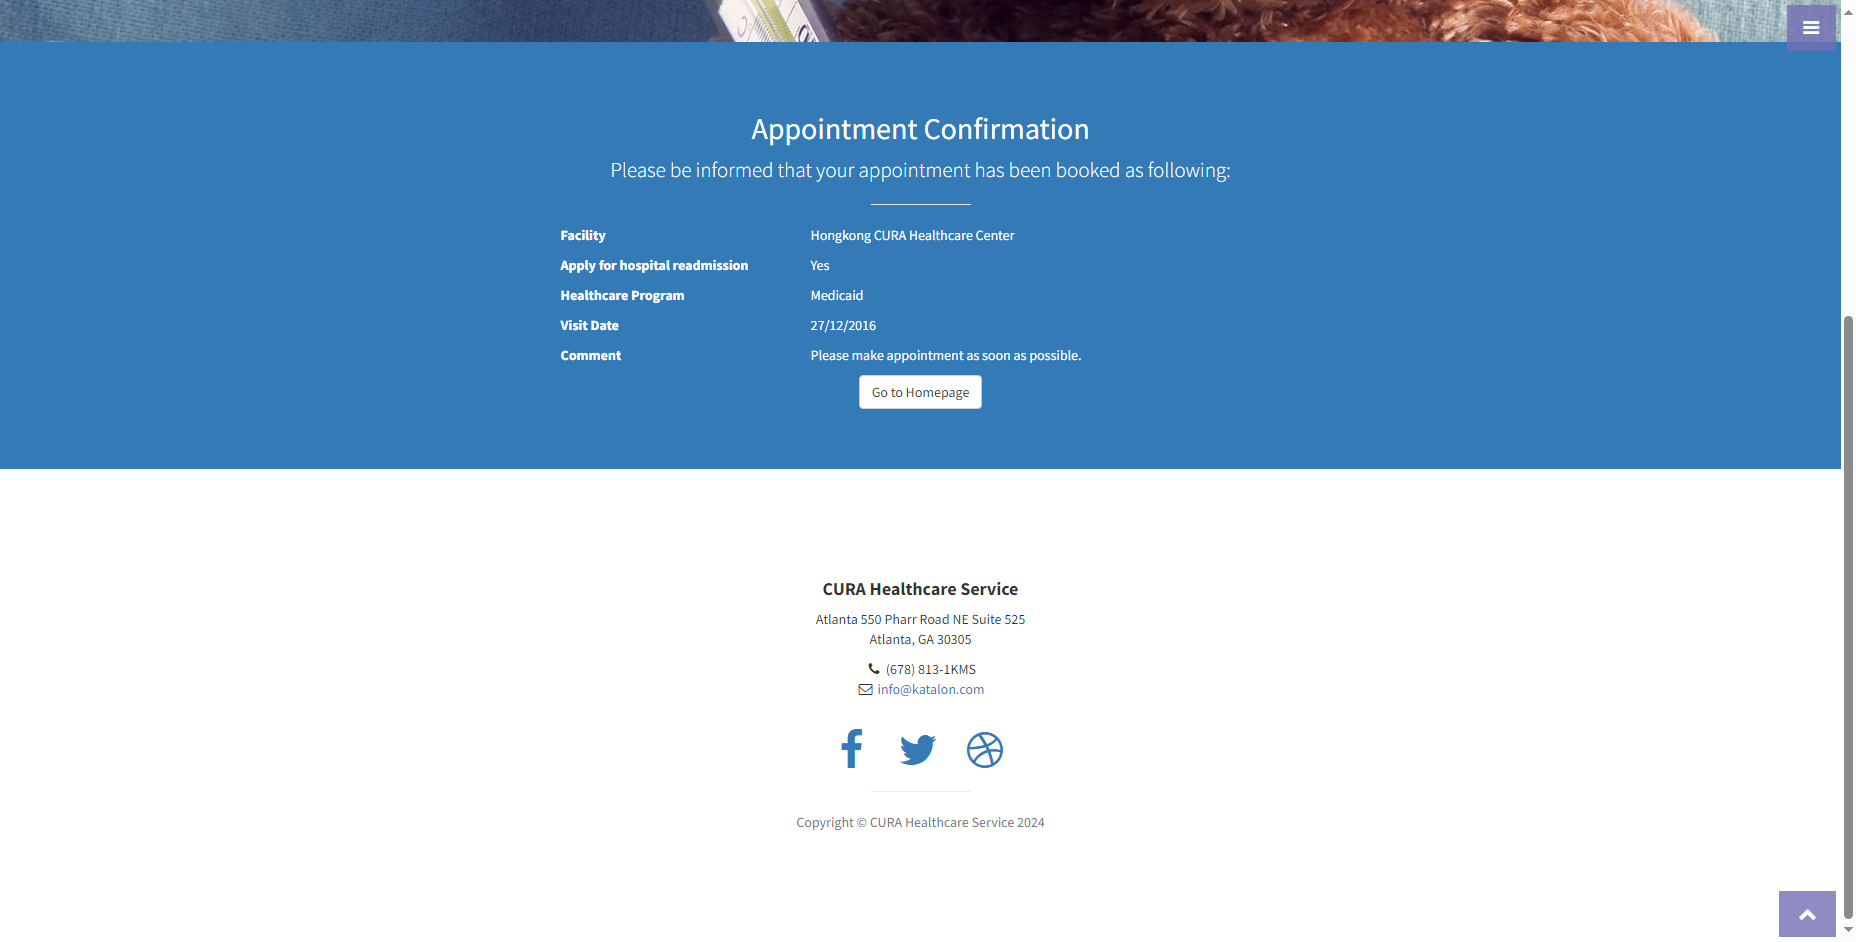 Appointment Confirmation
Please be informed that your appointment has been booked as following:
Facility Hongkong CURA Healthcare Center
Apply for hospital readmission Yes
Healthcare Program Medicaid
Visit Date 27/12/2016
Comment Please make appointment as soon as possible.
Go to Homepage
CURA Healthcare Service
Atlanta 550 Pharr Road NE Suite 525
Atlanta, GA 30305
(678) 813-1KMS
info@katalon.com
Copyright © CURA Healthcare Service 2024